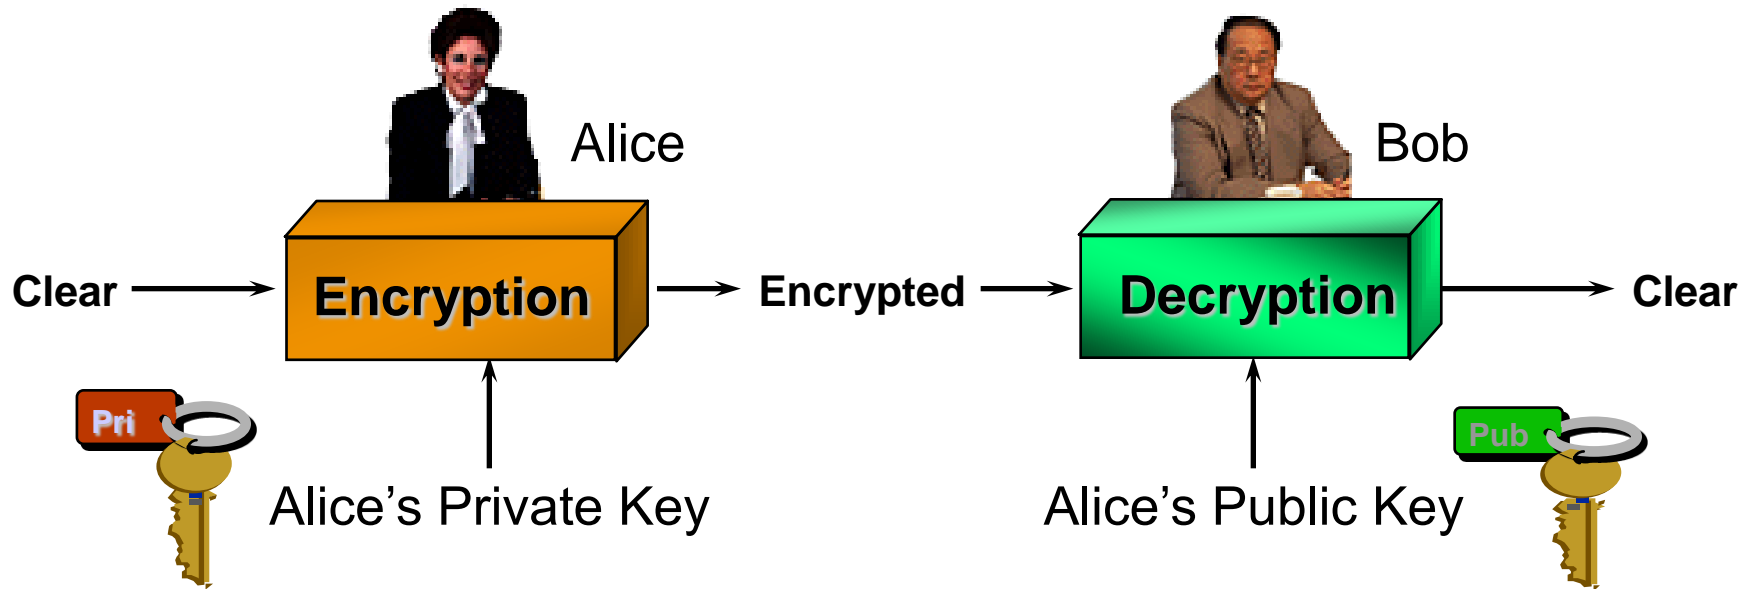 Alice
Bob
Clear
Encryption
Encrypted
Decryption
Clear
Pri
Alice’s Private Key
Pub
Alice’s Public Key